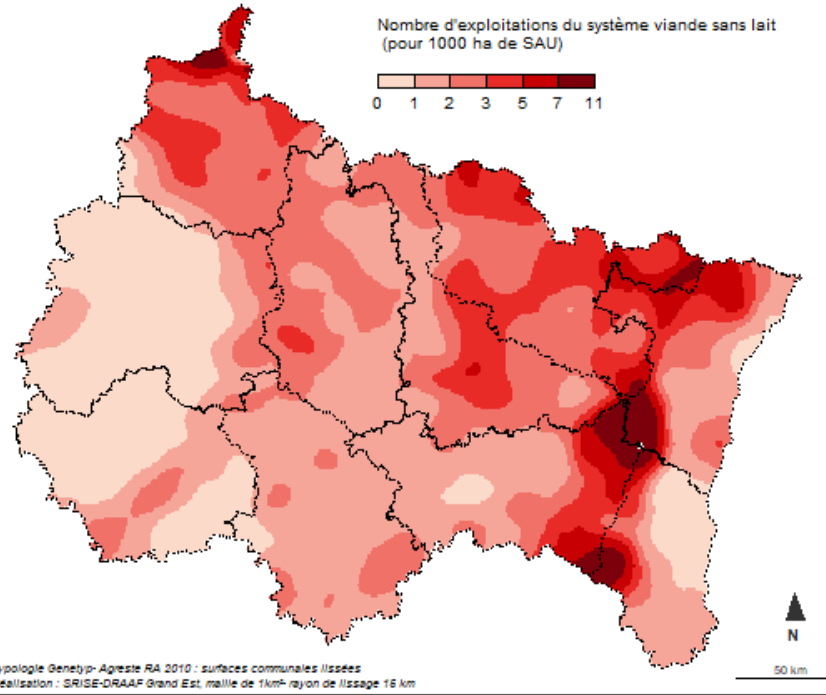 Nombre d'exploitations du système viande sans lait
(pour 1000 ha de SAU)
0 1 2 3 5 7 11
N
50 km
ypologie Genetyp- Agreste RA 2010 : surfaces communales lissées
éalisation : SRISE-DRAAF Grand Est, maille de 1km²- rayon de lissage 16 km